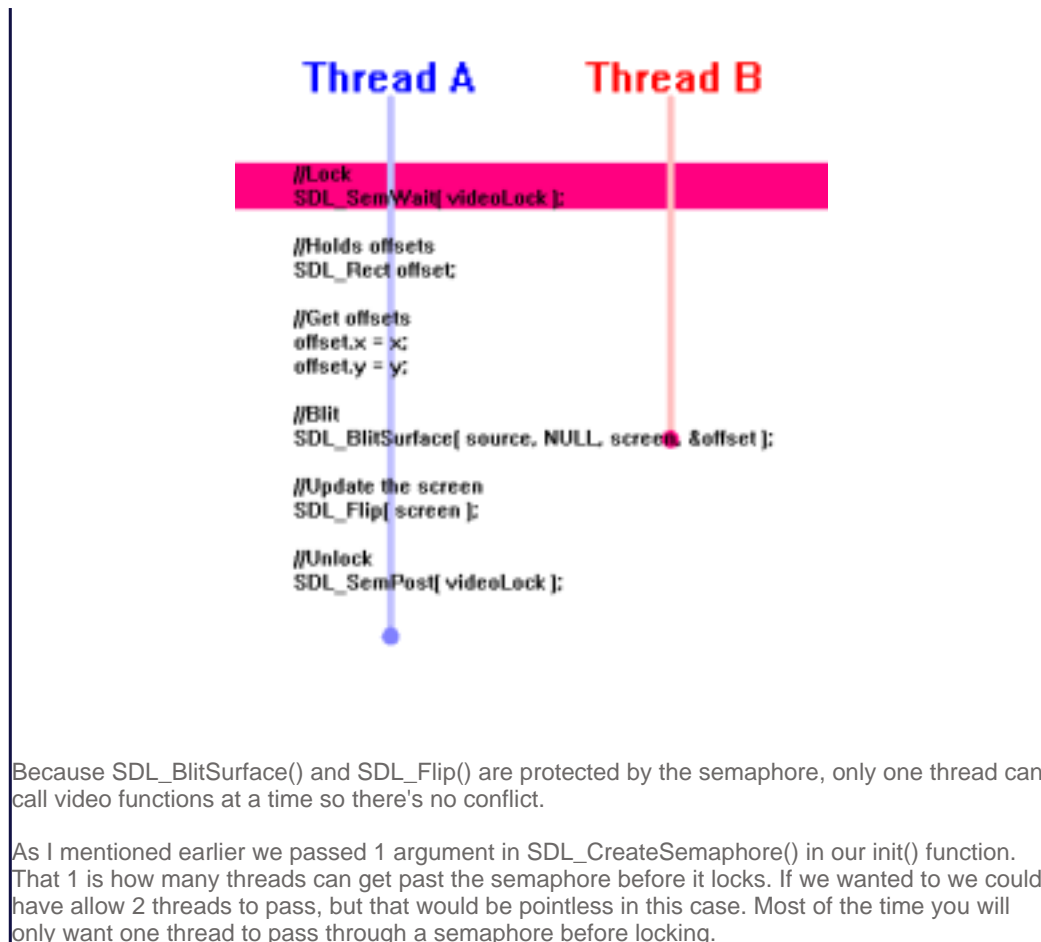 Thread A Thread B
//Lock
SDL_SemWait( videoLock );
//Holds offsets
SDL_Rect offset;
//Get offsets
offset.x = x;
offset.y = y;
//Blit
SDL_BlitSurface( source, NULL, screen, &offset );
//Update the screen
SDL_Flip( screen );
//Unlock
SDL_SemPost( videoLock );
Because SDL_BlitSurface() and SDL_Flip() are protected by the semaphore, only one thread can
call video functions at a time so there's no conflict.
As I mentioned earlier we passed 1 argument in SDL_CreateSemaphore() in our init() function.
That 1 is how many threads can get past the semaphore before it locks. If we wanted to we could
have allow 2 threads to pass, but that would be pointless in this case. Most of the time you will
only want one thread to pass through a semaphore before locking.